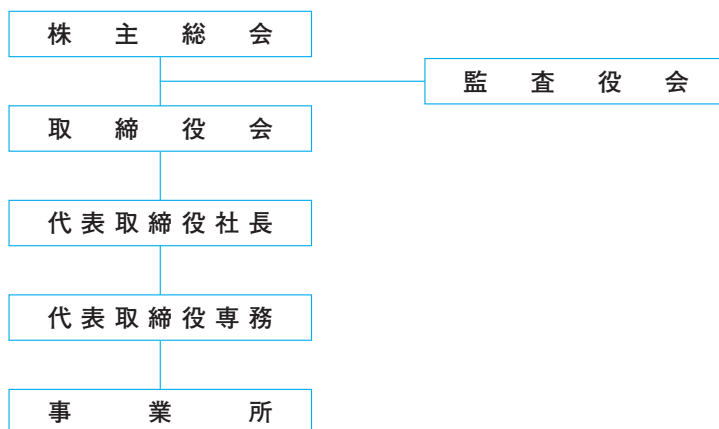 株主総会
監査役会
取締役会
代表取締役社長
代表取締役専務
事業所